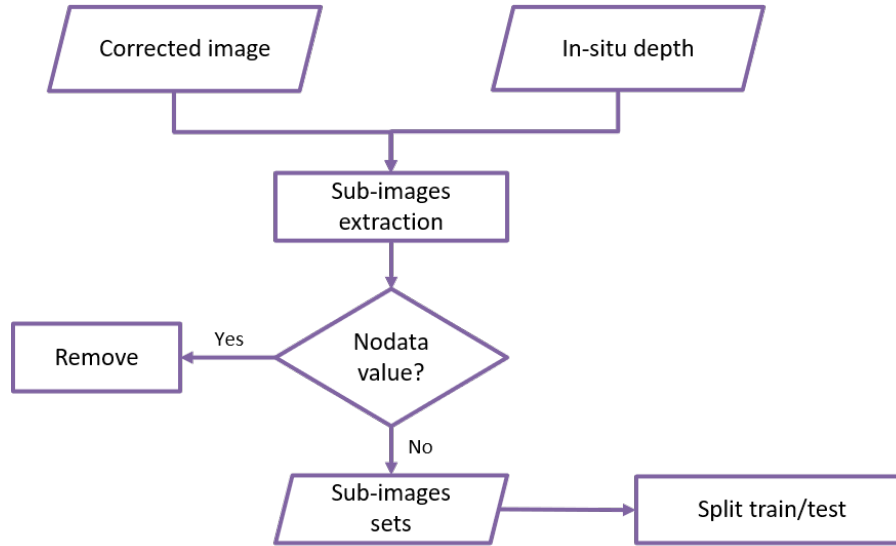 Corrected image
In-situ depth
Sub-images
extraction
Nodata
value?
Yes
Remove
No
Sub-images
sets
Split train/test